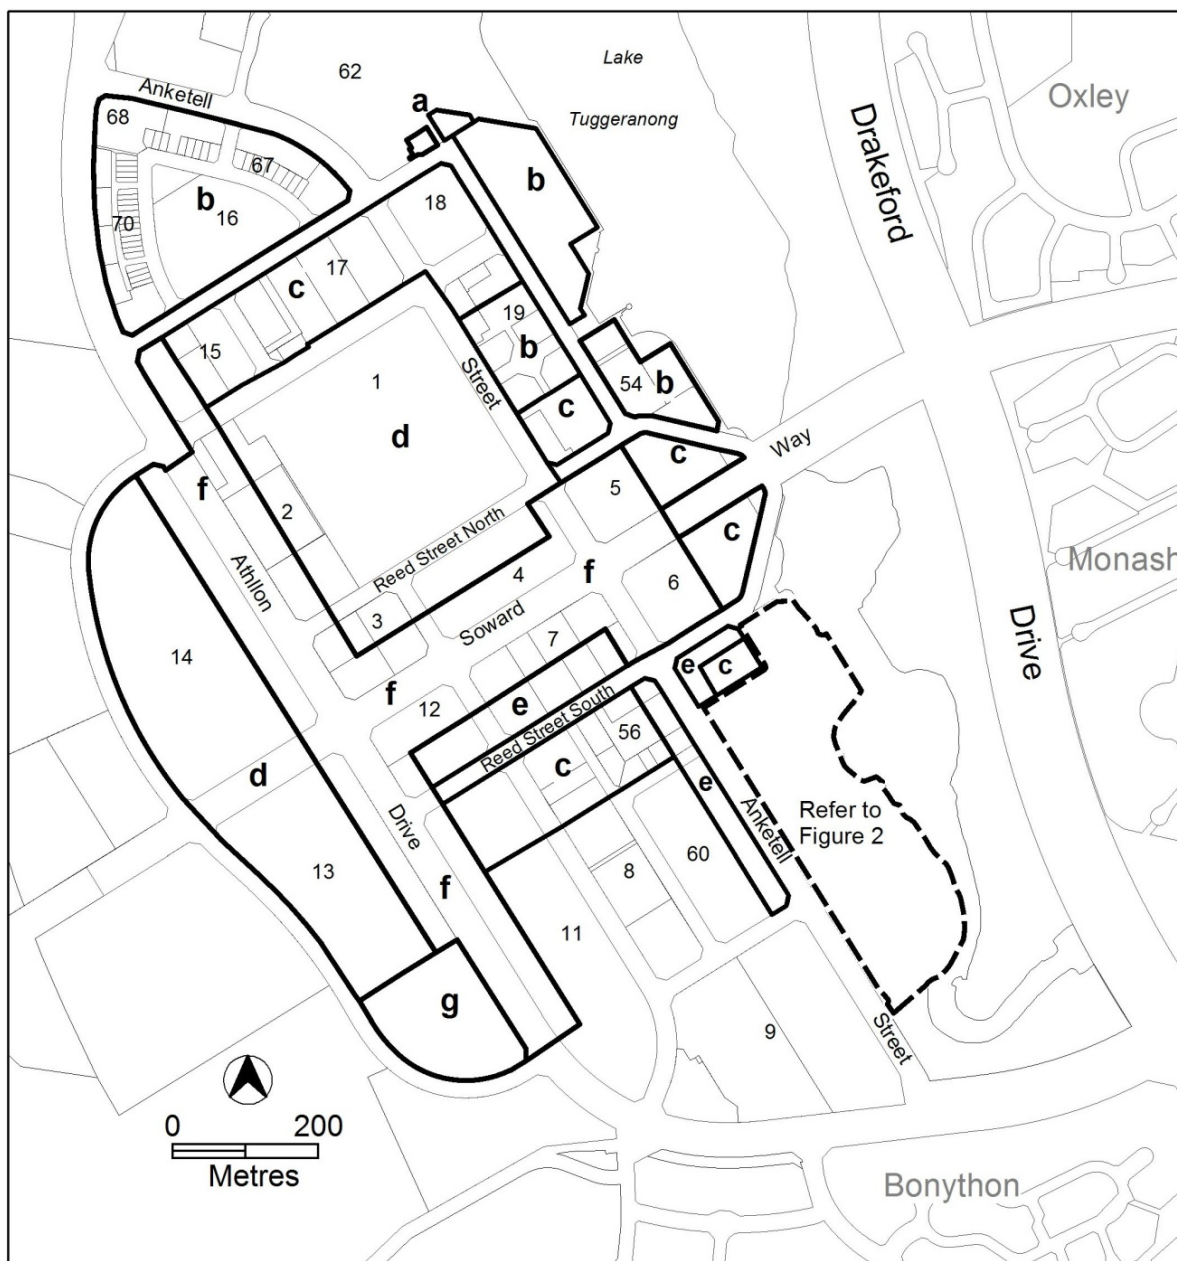 Lake
62
Oxley
Anketell
a
68
Tuggeranong
Drakeford
67
b
b
16
18
70
17
c
19
15
b
Street
1
54
b
c
d
Way
c
f
5
2
c
Reed Street North
Monash
4
f
6
Athllon
3
Soward
7
Drive
14
e
c
f
12
e
Reed Street South
56
c
d
e
Anketell
Refer to
Figure 2
Drive
60
13
8
f
11
g
9
Street
0 200
Metres
Bonython